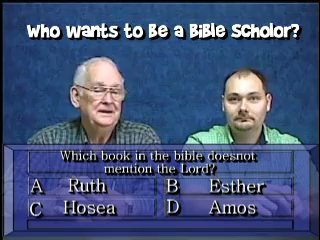 Who Wants to Be a Bible Scholor?
Which book in the bible doesnot
mention the Lord?
A Ruth B Esther
C Hosea D Amos